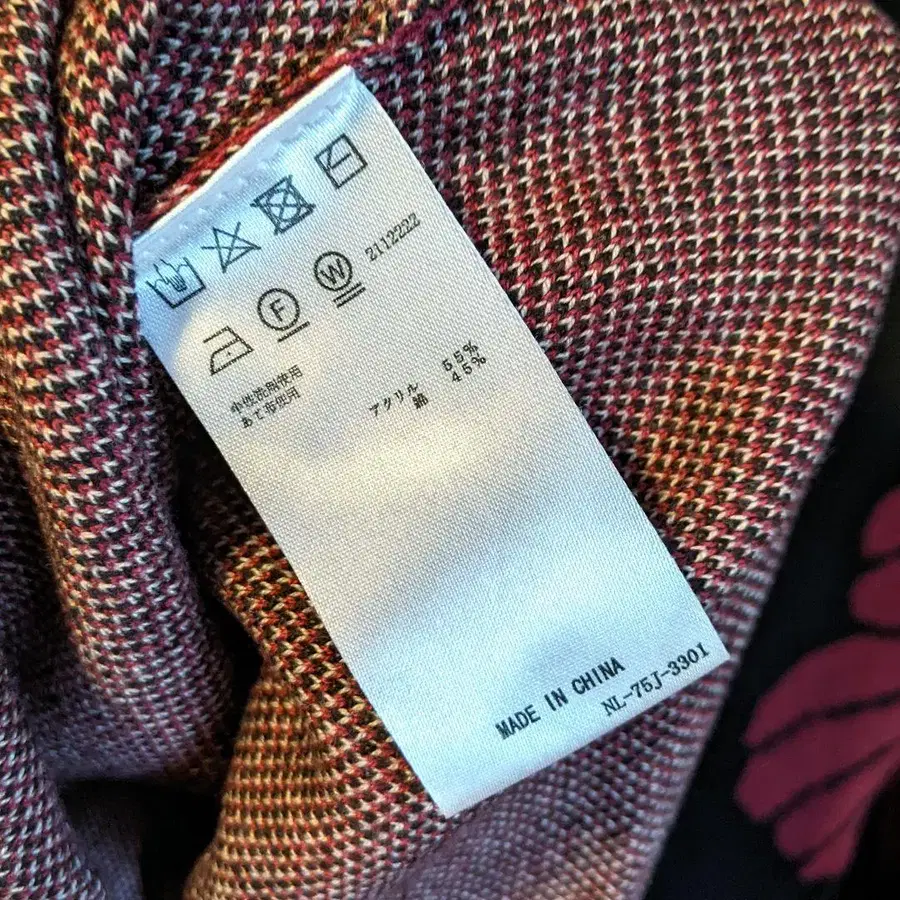 2112222
F
W
中性洗剤使用
あて布使用
アクリル 55%
綿 45%
MADE IN CHINA
NL-75J-3301